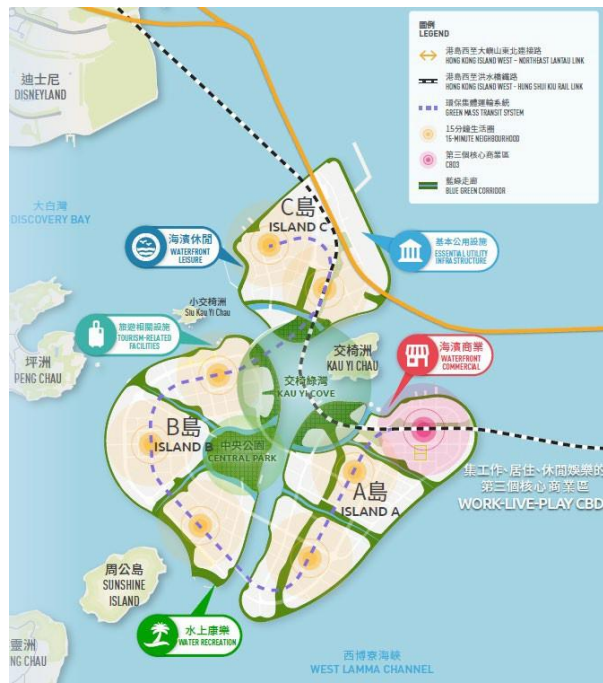 圖例
LEGEND
港島西至大嶼山東北連接路
HONG KONG ISLAND WEST – NORTHEAST LANTAU LINK
港島西至洪水橋鐵路
HONG KONG ISLAND WEST - HUNG SHUI KIU RAIL LINK
環保集體運輸系統
GREEN MASS TRANSIT SYSTEM
15分鐘生活圈
15-MINUTE NEIGHBOURHOOD
第三個核心商業區
CBD3
藍綠走廊
BLUE GREEN CORRIDOR
迪士尼
DISNEYLAND
大白灣
DISCOVERY BAY
C島
ISLAND C
海濱休閒
WATERFRONT
LEISURE
基本公用設施
ESSENTIAL UTILITY
INFRASTRUCTURE
小交椅洲
Siu Kau Yi Chau
旅遊相關設施
TOURISM-RELATED
FACILITIES
交椅洲
KAU YI CHAU
海濱商業
WATERFRONT
COMMERCIAL
坪洲
PENG CHAU
交椅綠灣
KAU YI COVE
B島
ISLAND B
中央公園
CENTRAL PARK
A島
ISLAND A
集工作、居住、休閒娛樂的
第三個核心商業區
WORK-LIVE-PLAY CBD
周公島
SUNSHINE
ISLAND
水上康樂
WATER RECREATION
靈洲
NG CHAU
西博寮海峽
WEST LAMMA CHANNEL